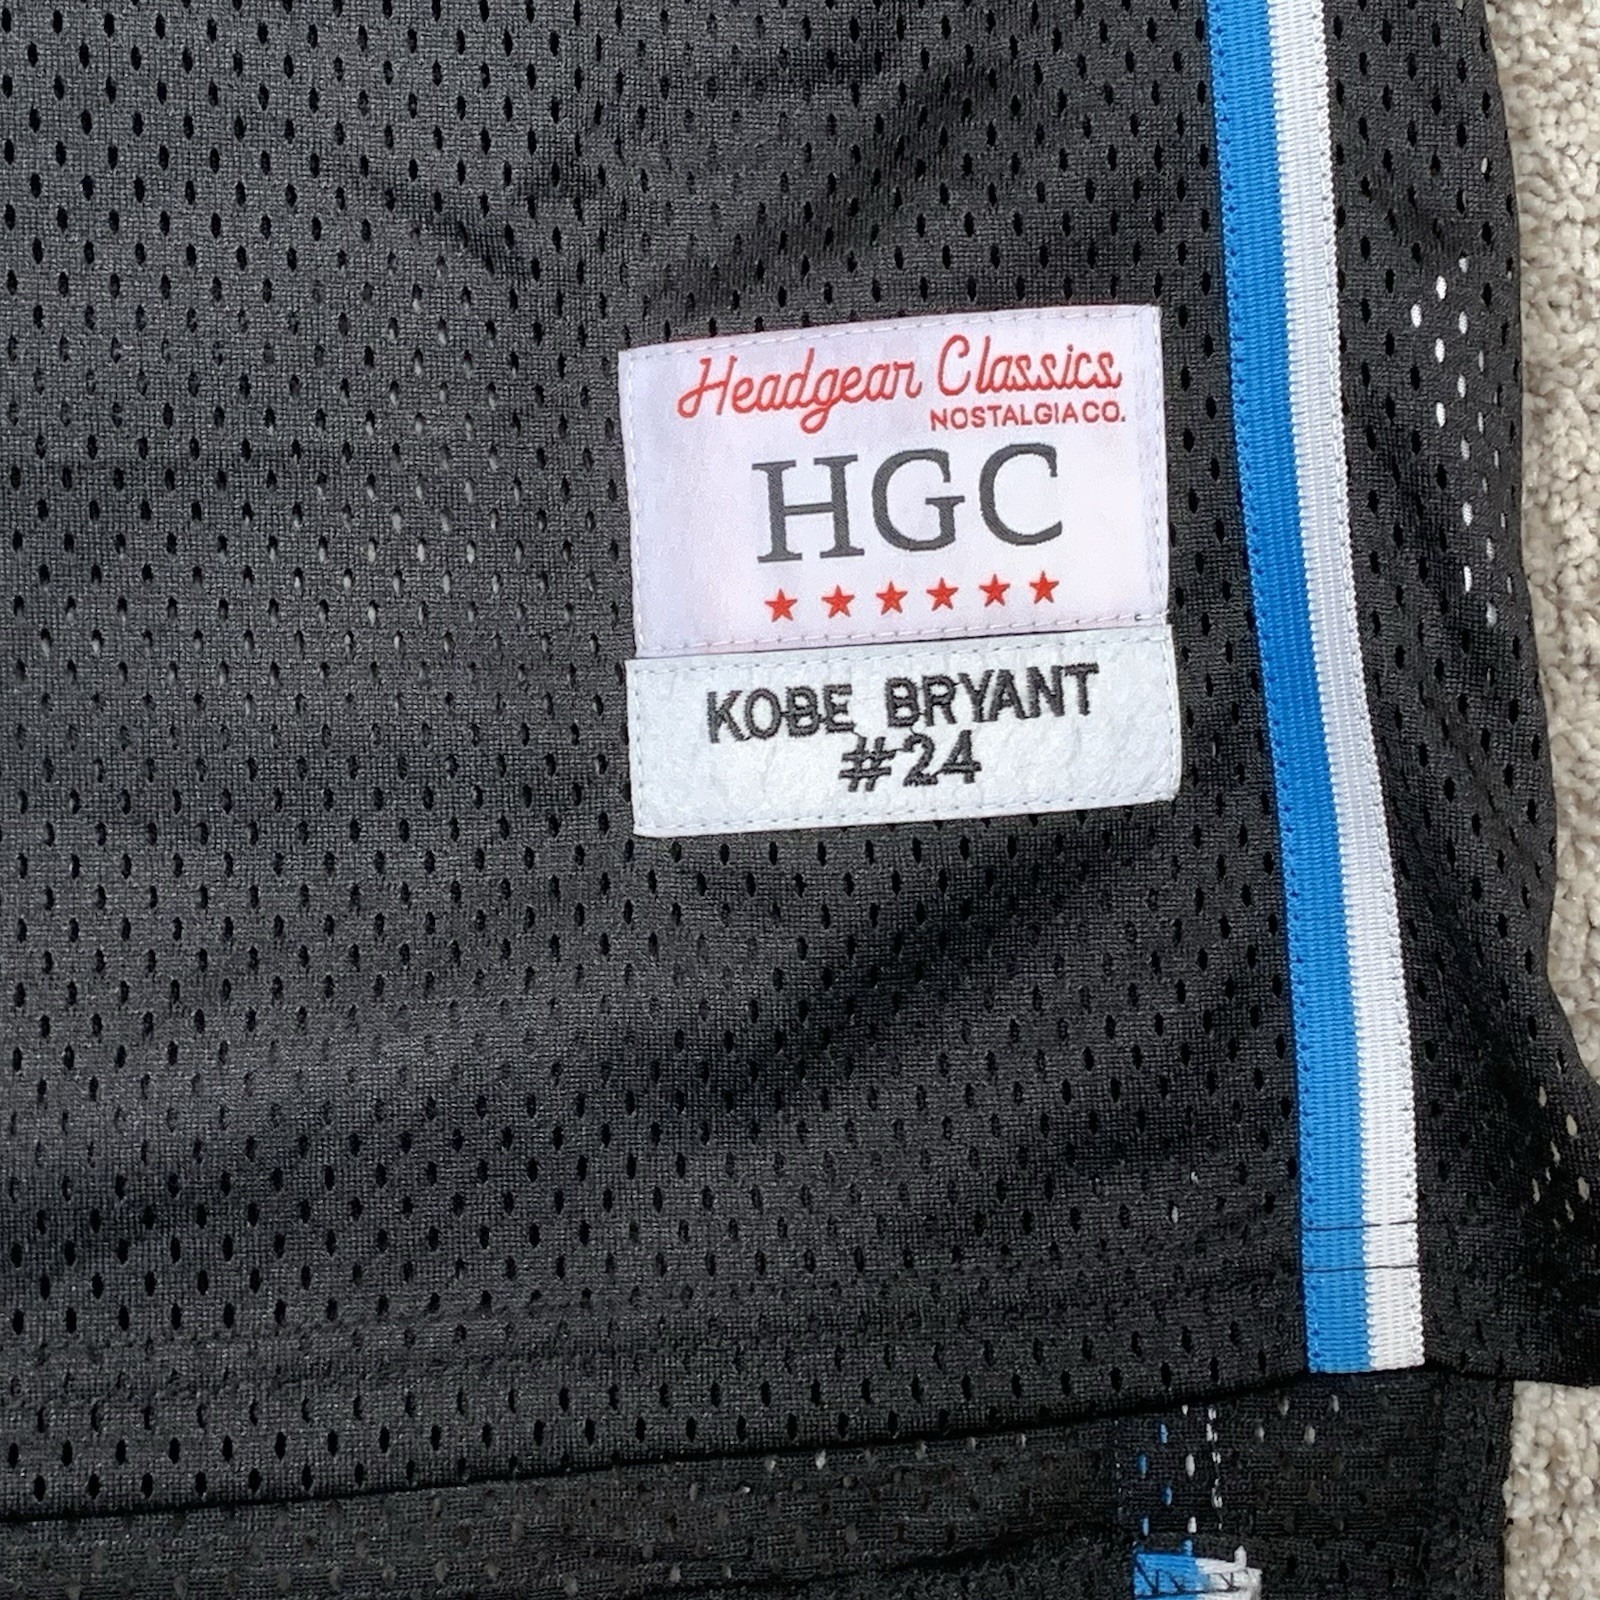 Headgear Classics
NOSTALGIA CO.
HGC
KOBE BRYANT
#24